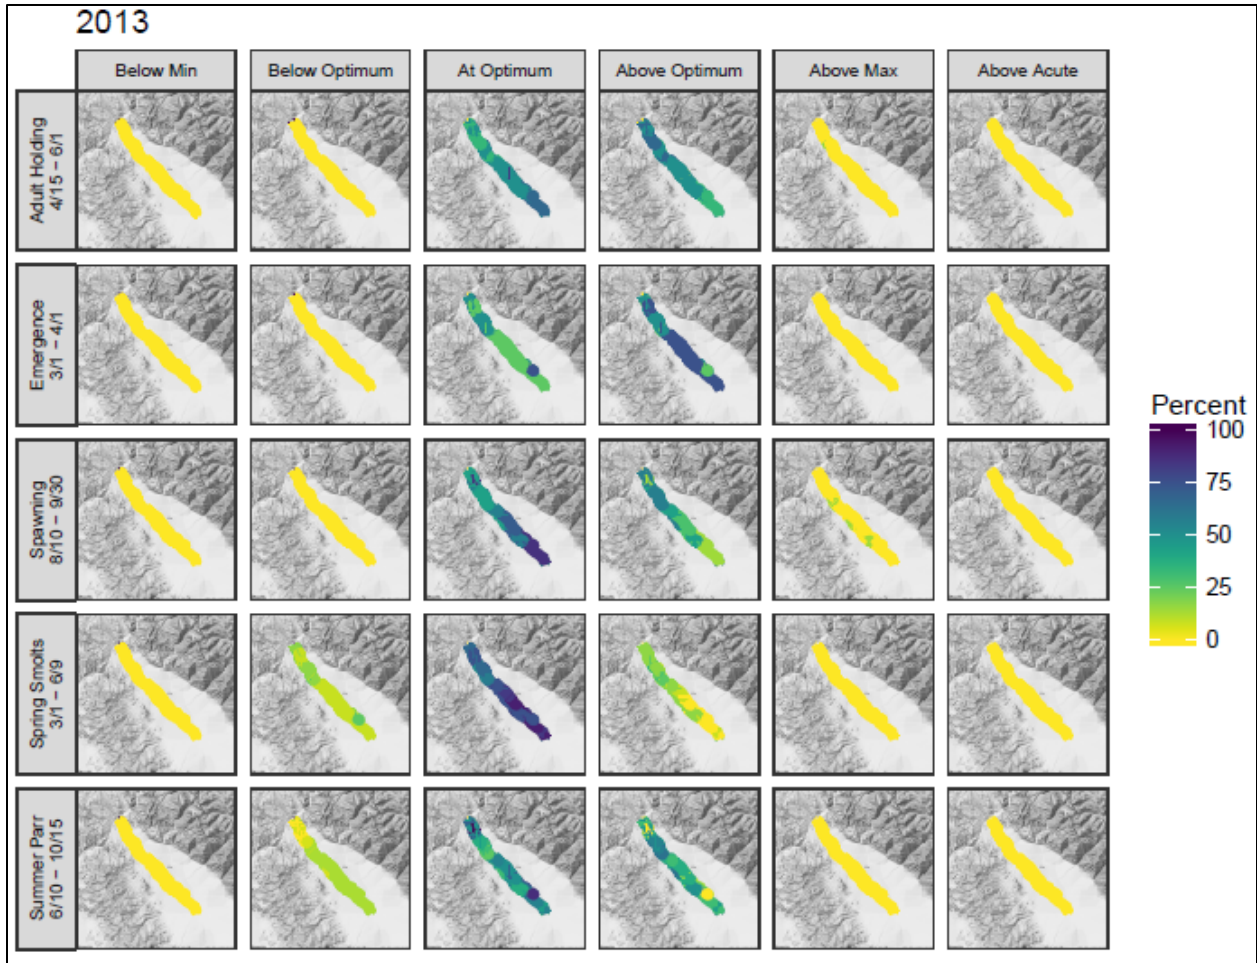 2013
Below Min
Below Optimum
At Optimum
Above Optimum
Above Max
Above Acute
Adult Holding
4/15 − 6/1
Emergence
3/1 − 4/1
Spawning
8/10 − 9/30
Spring Smolts
3/1 − 6/9
Summer Parr
6/10 − 10/15
Percent
100
75
50
25
0